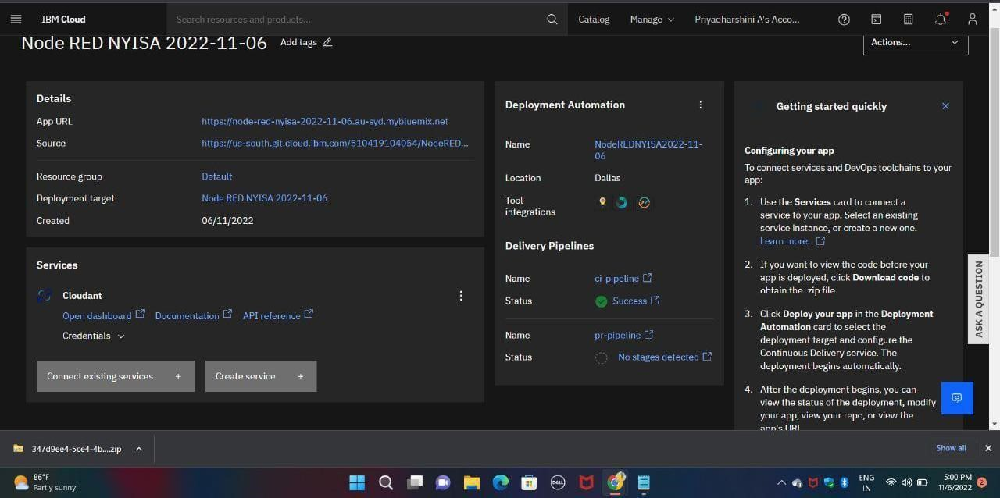 IBM Cloud
Search resources and products...
Catalog
Manage
Priyadharshini A's Acco...
Node RED NYISA 2022-11-06
Add tags
Actions...
Details
App URL
https://node-red-nyisa-2022-11-06.au-syd.mybluemix.net
Source
https://us-south.git.cloud.ibm.com/510419104054/NodeRED...
Resource group
Default
Deployment target
Node RED NYISA 2022-11-06
Created
06/11/2022
Services
Cloudant
Open dashboard
Documentation
API reference
Credentials
Connect existing services +
Create service +
Deployment Automation
Name
NodeREDNYISA2022-11-
06
Location
Dallas
Tool
integrations
Delivery Pipelines
Name
ci-pipeline
Status
Success
Name
pr-pipeline
Status
No stages detected
Getting started quickly
Configuring your app
To connect services and DevOps toolchains to your
app:
1. Use the Services card to connect a
service to your app. Select an existing
service instance, or create a new one.
Learn more.
2. If you want to view the code before your
app is deployed, click Download code to
obtain the .zip file.
3. Click Deploy your app in the Deployment
Automation card to select the
deployment target and configure the
Continuous Delivery service. The
deployment begins automatically.
4. After the deployment begins, you can
view the status of the deployment, modify
your app, view your repo, or view the
app's URL
ASK A QUESTION
347d9ee4-5ce4-4b....zip
Show all
86°F
Partly sunny
DELL
ENG
IN
5:00 PM
11/6/2022
2